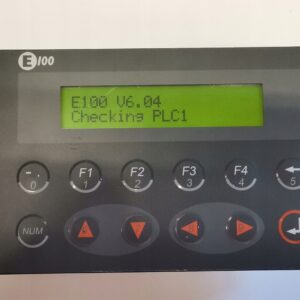 E100
E100 V6.04
Checking PLC1
-. F1 F2 F3 F4
0 1 2 3 4 5
NUM